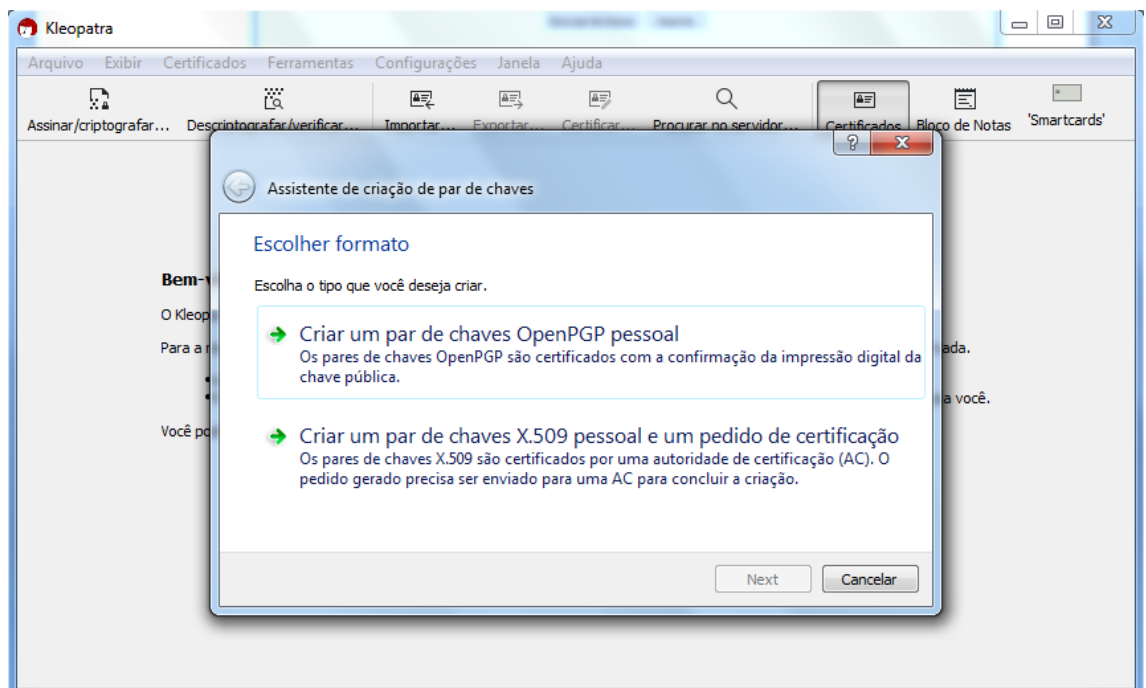 Kleopatra
Arquivo Exibir Certificados Ferramentas Configurações Janela Ajuda
Assinar/criptografar... Descriptografar/verificar... Importar... Exportar... Certificar... Procurar no servidor... Certificados Bloco de Notas 'Smartcards'
Assistente de criação de par de chaves
Escolher formato
Escolha o tipo que você deseja criar.
Bem-v
O Kleop
Criar um par de chaves OpenPGP pessoal
Para a r
Os pares de chaves OpenPGP são certificados com a confirmação da impressão digital da
ada.
chave pública.
a você.
Você po
Criar um par de chaves X.509 pessoal e um pedido de certificação
Os pares de chaves X.509 são certificados por uma autoridade de certificação (AC). O
pedido gerado precisa ser enviado para uma AC para concluir a criação.
Next Cancelar